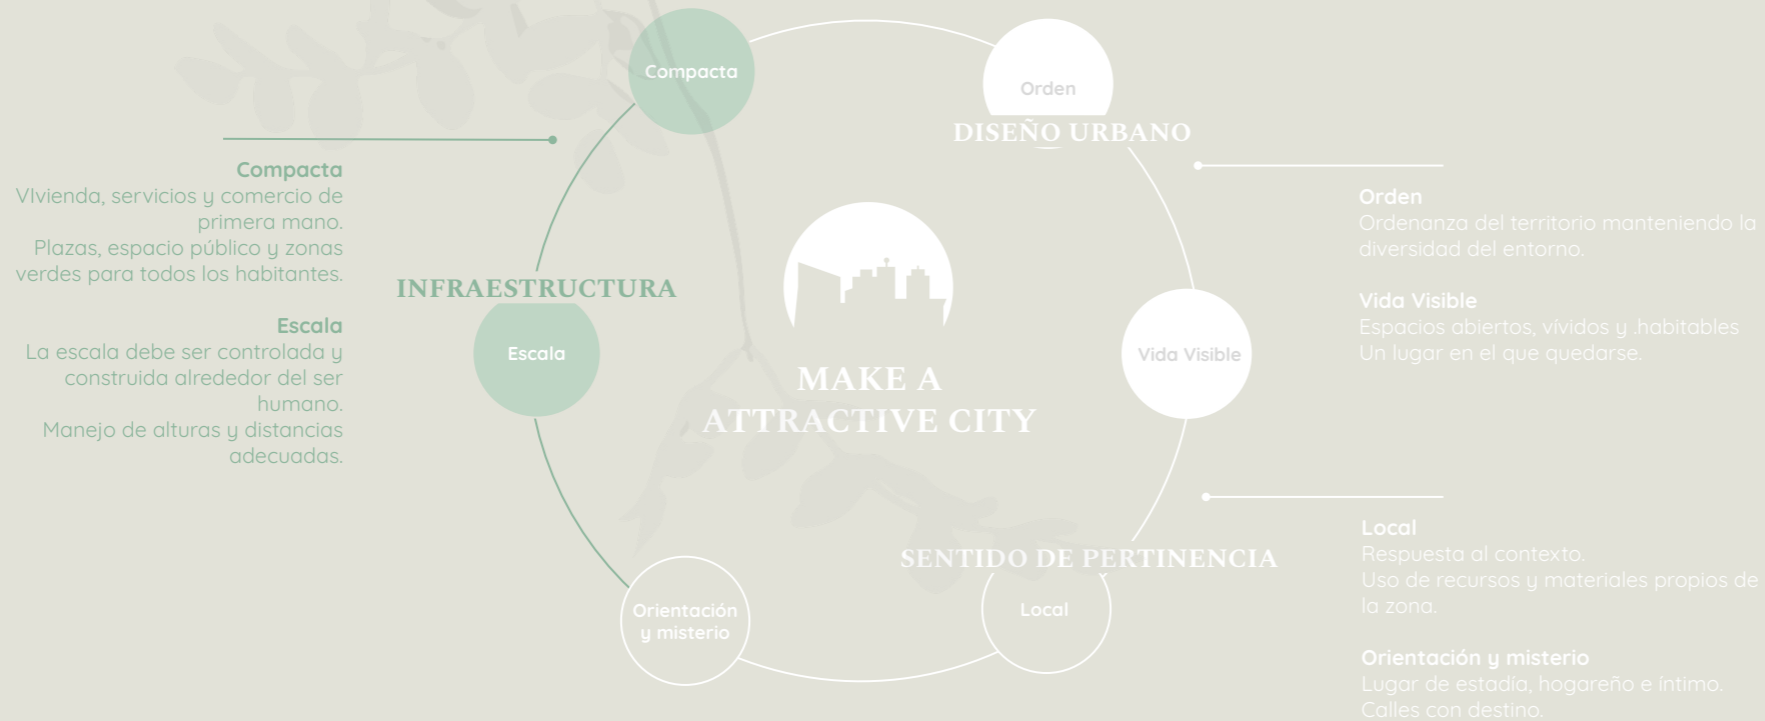 Compacta
Orden
DISEÑO URBANO
Compacta
VIvienda, servicios y comercio de
primera mano.
Plazas, espacio público y zonas
verdes para todos los habitantes.
Escala
La escala debe ser controlada y
construida alrededor del ser
humano.
Manejo de alturas y distancias
adecuadas.
INFRAESTRUCTURA
Escala
MAKE A
ATTRACTIVE CITY
Vida Visible
Orden
Ordenanza del territorio manteniendo la
diversidad del entorno.
Vida Visible
Espacios abiertos, vívidos y .habitables
Un lugar en el que quedarse.
SENTIDO DE PERTINENCIA
Orientación
y misterio
Local
Local
Respuesta al contexto.
Uso de recursos y materiales propios de
la zona.
Orientación y misterio
Lugar de estadía, hogareño e íntimo.
Calles con destino.